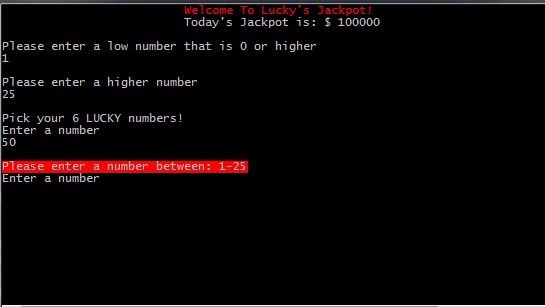 Welcome To Lucky's Jackpot!
Today's Jackpot is: $ 100000
Please enter a low number that is 0 or higher
1
Please enter a higher number
25
Pick your 6 LUCKY numbers!
Enter a number
50
Please enter a number between: 1-25
Enter a number